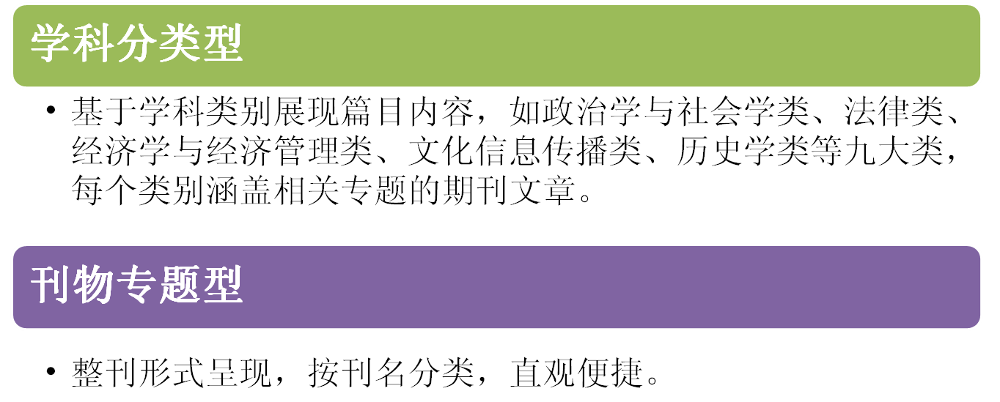 学科分类型
• 基于学科类别展现篇目内容，如政治学与社会学类、法律类、
经济学与经济管理类、文化信息传播类、历史学类等九大类，
每个类别涵盖相关专题的期刊文章。
刊物专题型
• 整刊形式呈现，按刊名分类，直观便捷。